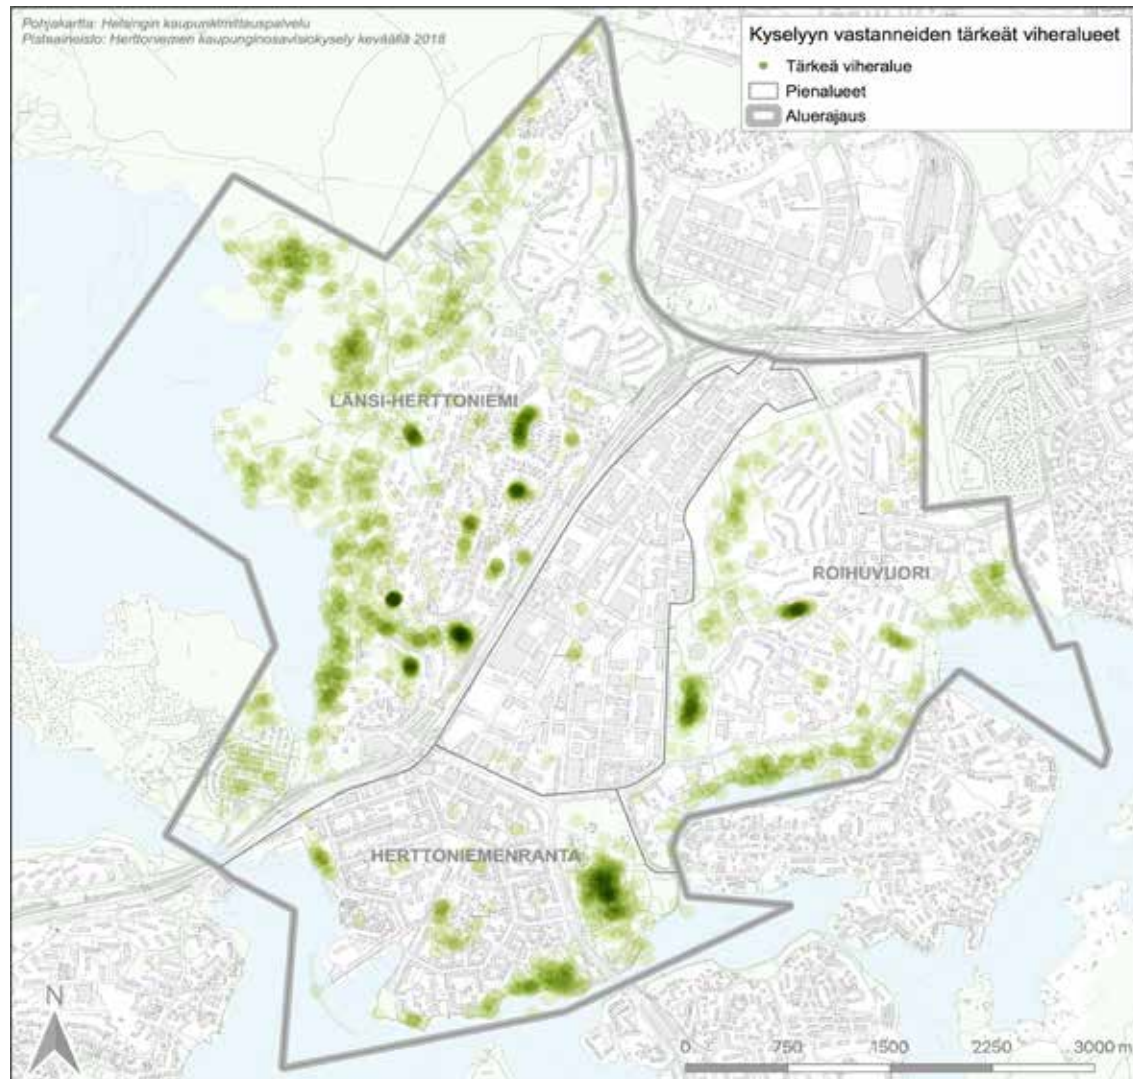 Pohjakartta: Helsingin kaupunkimittauspalvelu
Pisteaineisto: Herttoniemen kaupunginosavisiokysely keväällä 2018
Kyselyyn vastanneiden tärkeät viheralueet
Tärkeä viheralue
Pienalueet
Aluerajaus
LÄNSI-HERTTONIEMI
ROIHUVUORI
HERTTONIEMENRANTA
N
0 750 1500 2250 3000 m